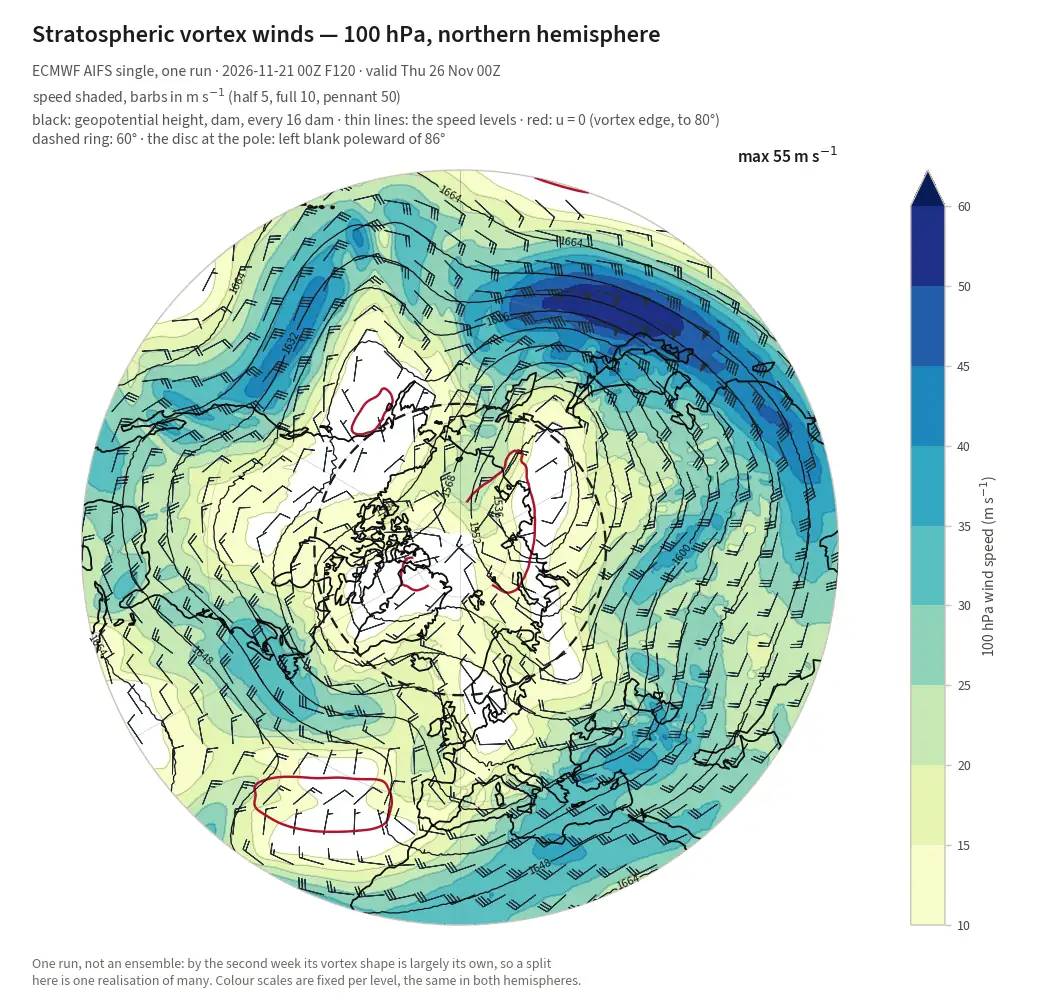 Stratospheric vortex winds — 100 hPa, northern hemisphere
ECMWF AIFS single, one run · 2026-11-21 00Z F120 · valid Thu 26 Nov 00Z
speed shaded, barbs in m s⁻¹ (half 5, full 10, pennant 50)
black: geopotential height, dam, every 16 dam · thin lines: the speed levels · red: u = 0 (vortex edge, to 80°)
dashed ring: 60° · the disc at the pole: left blank poleward of 86°
max 55 m s⁻¹
1664
1664
1664
1616
1632
1568
1536
1552
1600
1648
1664
1648
1664
60
50
45
40
35
30
25
20
15
10
100 hPa wind speed (m s⁻¹)
One run, not an ensemble: by the second week its vortex shape is largely its own, so a split
here is one realisation of many. Colour scales are fixed per level, the same in both hemispheres.